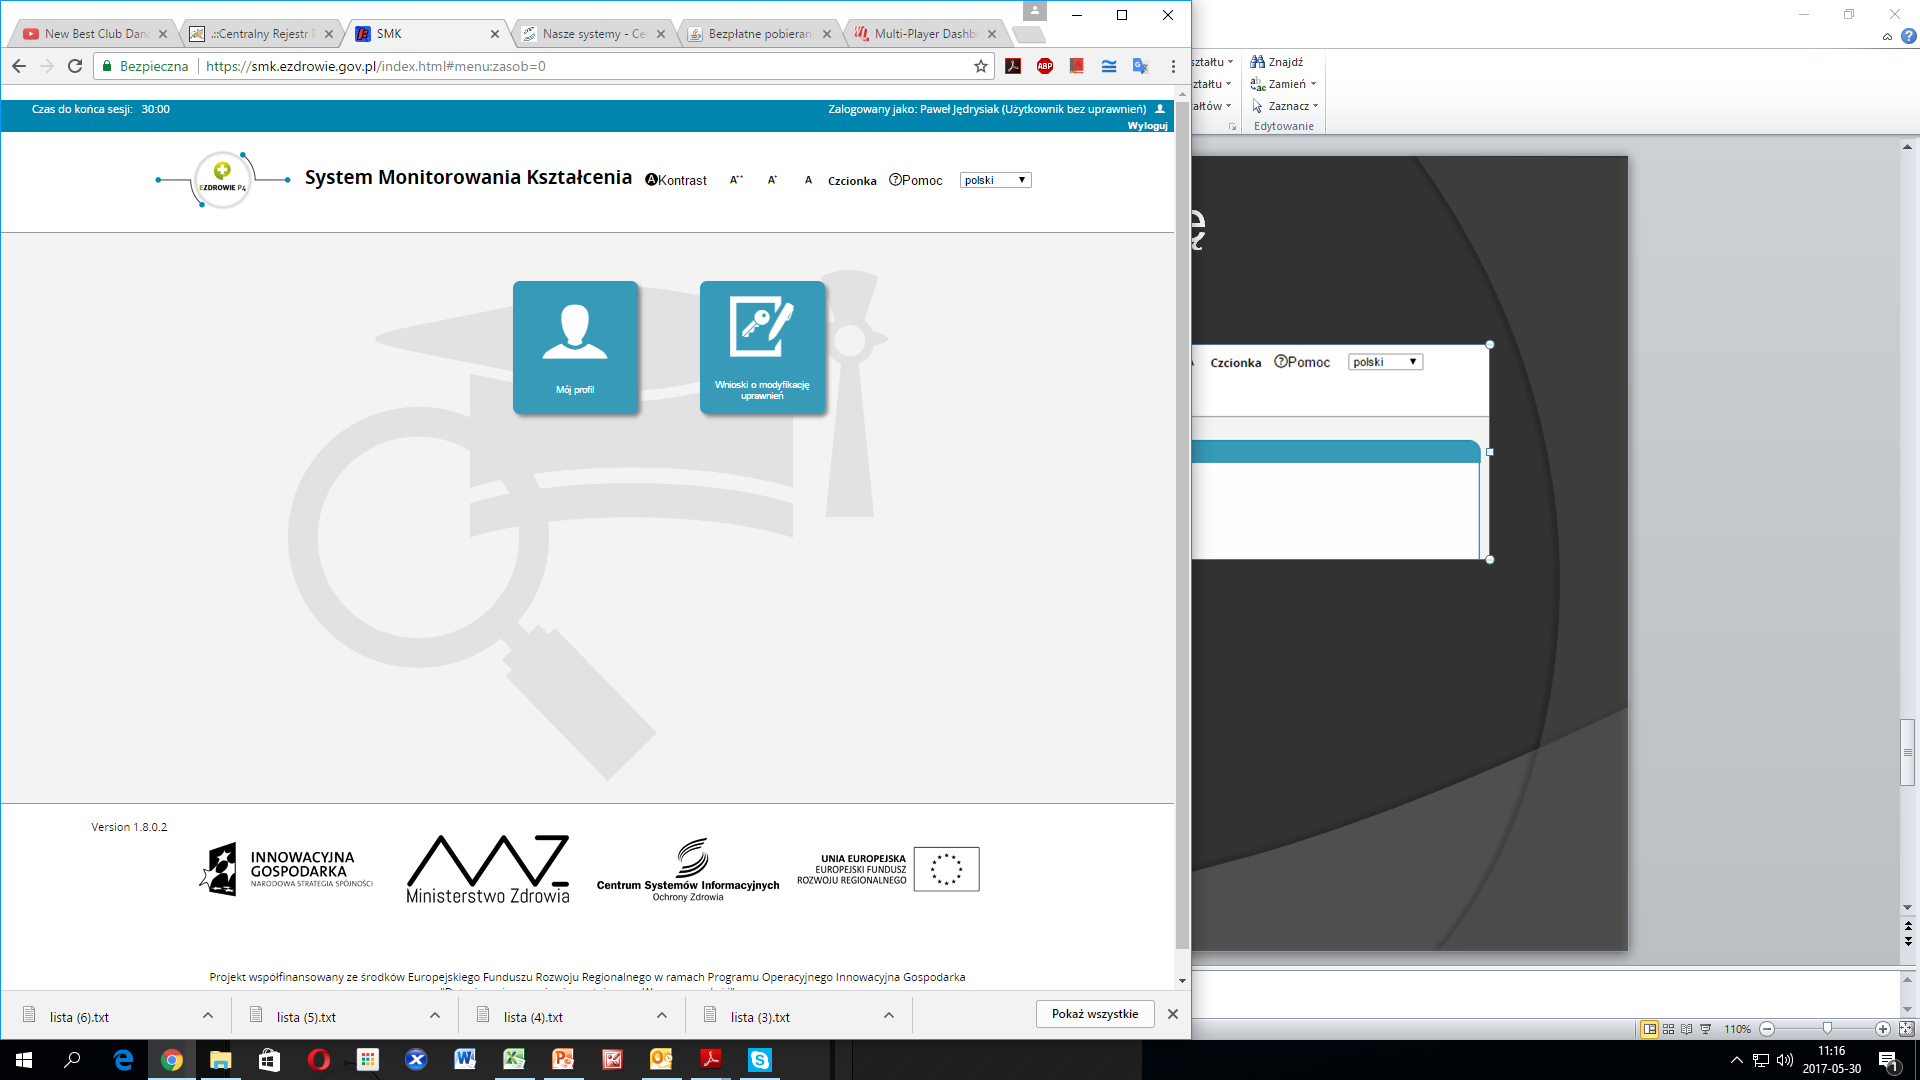 New Best Club Dan
.::Centralny Rejestr P
SMK
Nasze systemy - Ce
Bezpłatne pobieran
Multi-Player Dashb
Bezpieczna
https://smk.ezdrowie.gov.pl/index.html#menu:zasob=0
Czas do końca sesji: 30:00
Zalogowany jako: Paweł Jędrysiak (Użytkownik bez uprawnień)
Wyloguj
EZDROWIE P4
System Monitorowania Kształcenia
Kontrast
A++
A+
A
Czcionka
Pomoc
polski
Mój profil
Wnioski o modyfikację
uprawnień
Version 1.8.0.2
INNOWACYJNA
GOSPODARKA
NARODOWA STRATEGIA SPÓJNOŚCI
Ministerstwo Zdrowia
Centrum Systemów Informacyjnych
Ochrony Zdrowia
UNIA EUROPEJSKA
EUROPEJSKI FUNDUSZ
ROZWOJU REGIONALNEGO
Projekt współfinansowany ze środków Europejskiego Funduszu Rozwoju Regionalnego w ramach Programu Operacyjnego Innowacyjna Gospodarka
lista (6).txt
lista (5).txt
lista (4).txt
lista (3).txt
Pokaż wszystkie
ształtu
ształtu
ałtów
Znajdź
Zamień
Zaznacz
Edytowanie
ę
Czcionka
Pomoc
polski
110%
11:16
2017-05-30
1